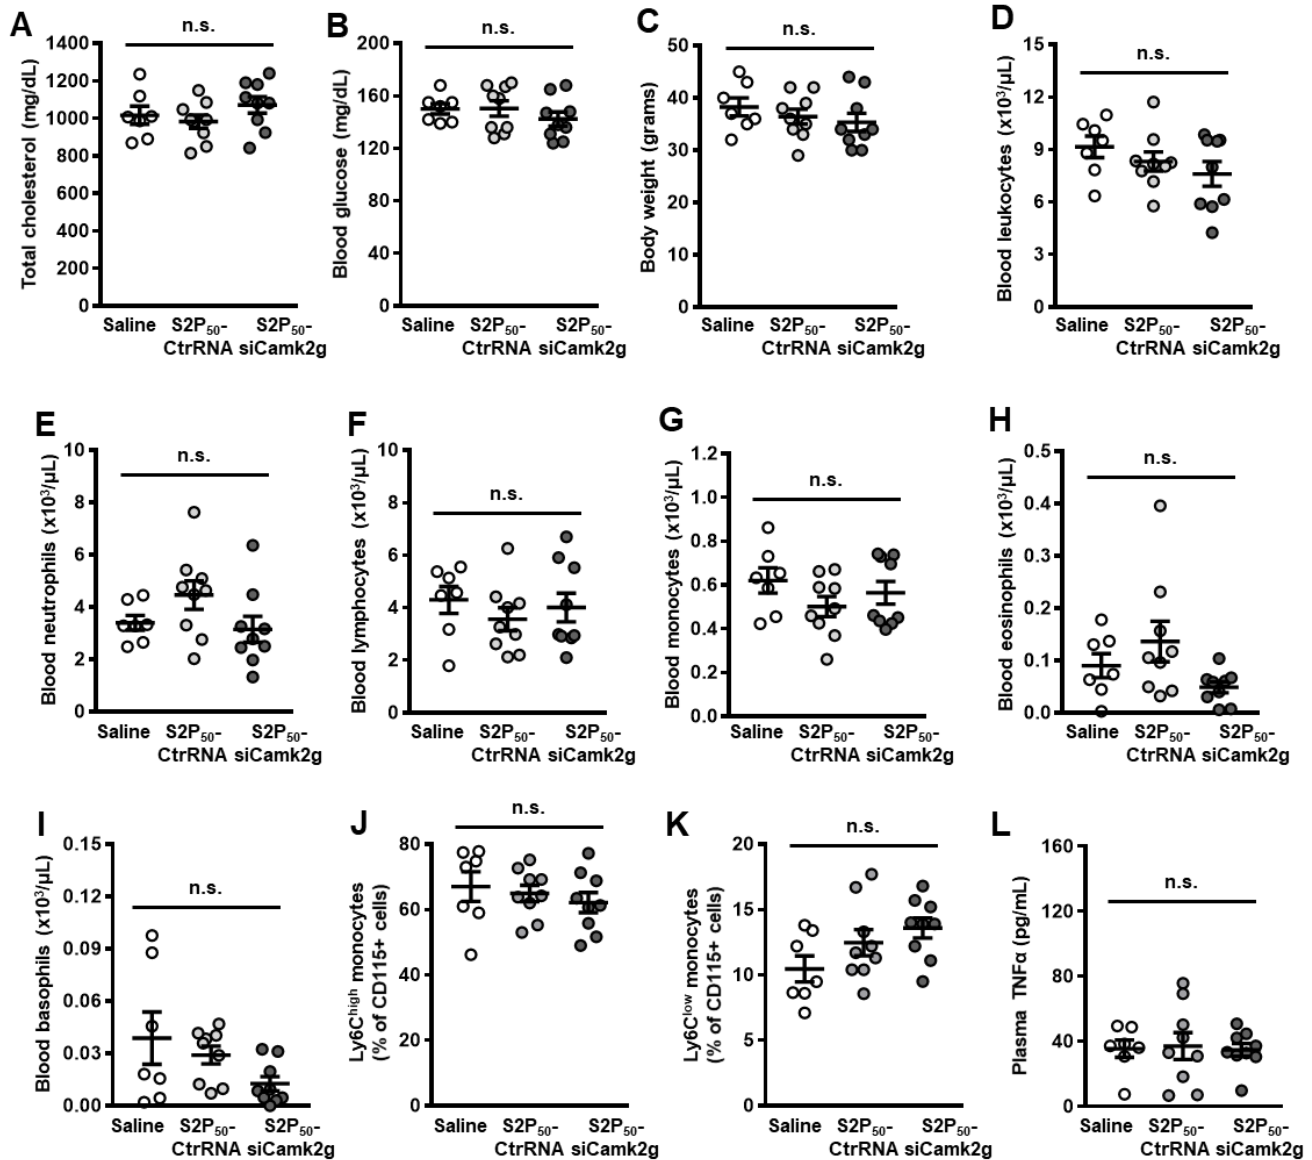 A
n.s.
Total cholesterol (mg/dL)
1400
1200
1000
800
600
400
200
0
Saline S2P₅₀- S2P₅₀-
CtrRNA siCamk2g
B
n.s.
Blood glucose (mg/dL)
200
160
120
80
40
0
Saline S2P₅₀- S2P₅₀-
CtrRNA siCamk2g
C
n.s.
Body weight (grams)
50
40
30
20
10
0
Saline S2P₅₀- S2P₅₀-
CtrRNA siCamk2g
D
n.s.
Blood leukocytes (x10³/μL)
15
12
9
6
3
0
Saline S2P₅₀- S2P₅₀-
CtrRNA siCamk2g
E
n.s.
Blood neutrophils (x10³/μL)
10
8
6
4
2
0
Saline S2P₅₀- S2P₅₀-
CtrRNA siCamk2g
F
n.s.
Blood lymphocytes (x10³/μL)
10
8
6
4
2
0
Saline S2P₅₀- S2P₅₀-
CtrRNA siCamk2g
G
n.s.
Blood monocytes (x10³/μL)
1.2
1.0
0.8
0.6
0.4
0.2
0.0
Saline S2P₅₀- S2P₅₀-
CtrRNA siCamk2g
H
n.s.
Blood eosinophils (x10³/μL)
0.5
0.4
0.3
0.2
0.1
0.0
Saline S2P₅₀- S2P₅₀-
CtrRNA siCamk2g
I
n.s.
Blood basophils (x10³/μL)
0.15
0.12
0.09
0.06
0.03
0.00
Saline S2P₅₀- S2P₅₀-
CtrRNA siCamk2g
J
n.s.
Ly6Cʰⁱᵍʰ monocytes
(% of CD115+ cells)
80
60
40
20
0
Saline S2P₅₀- S2P₅₀-
CtrRNA siCamk2g
K
n.s.
Ly6Cˡᵒʷ monocytes
(% of CD115+ cells)
20
15
10
5
0
Saline S2P₅₀- S2P₅₀-
CtrRNA siCamk2g
L
n.s.
Plasma TNFα (pg/mL)
160
120
80
40
0
Saline S2P₅₀- S2P₅₀-
CtrRNA siCamk2g